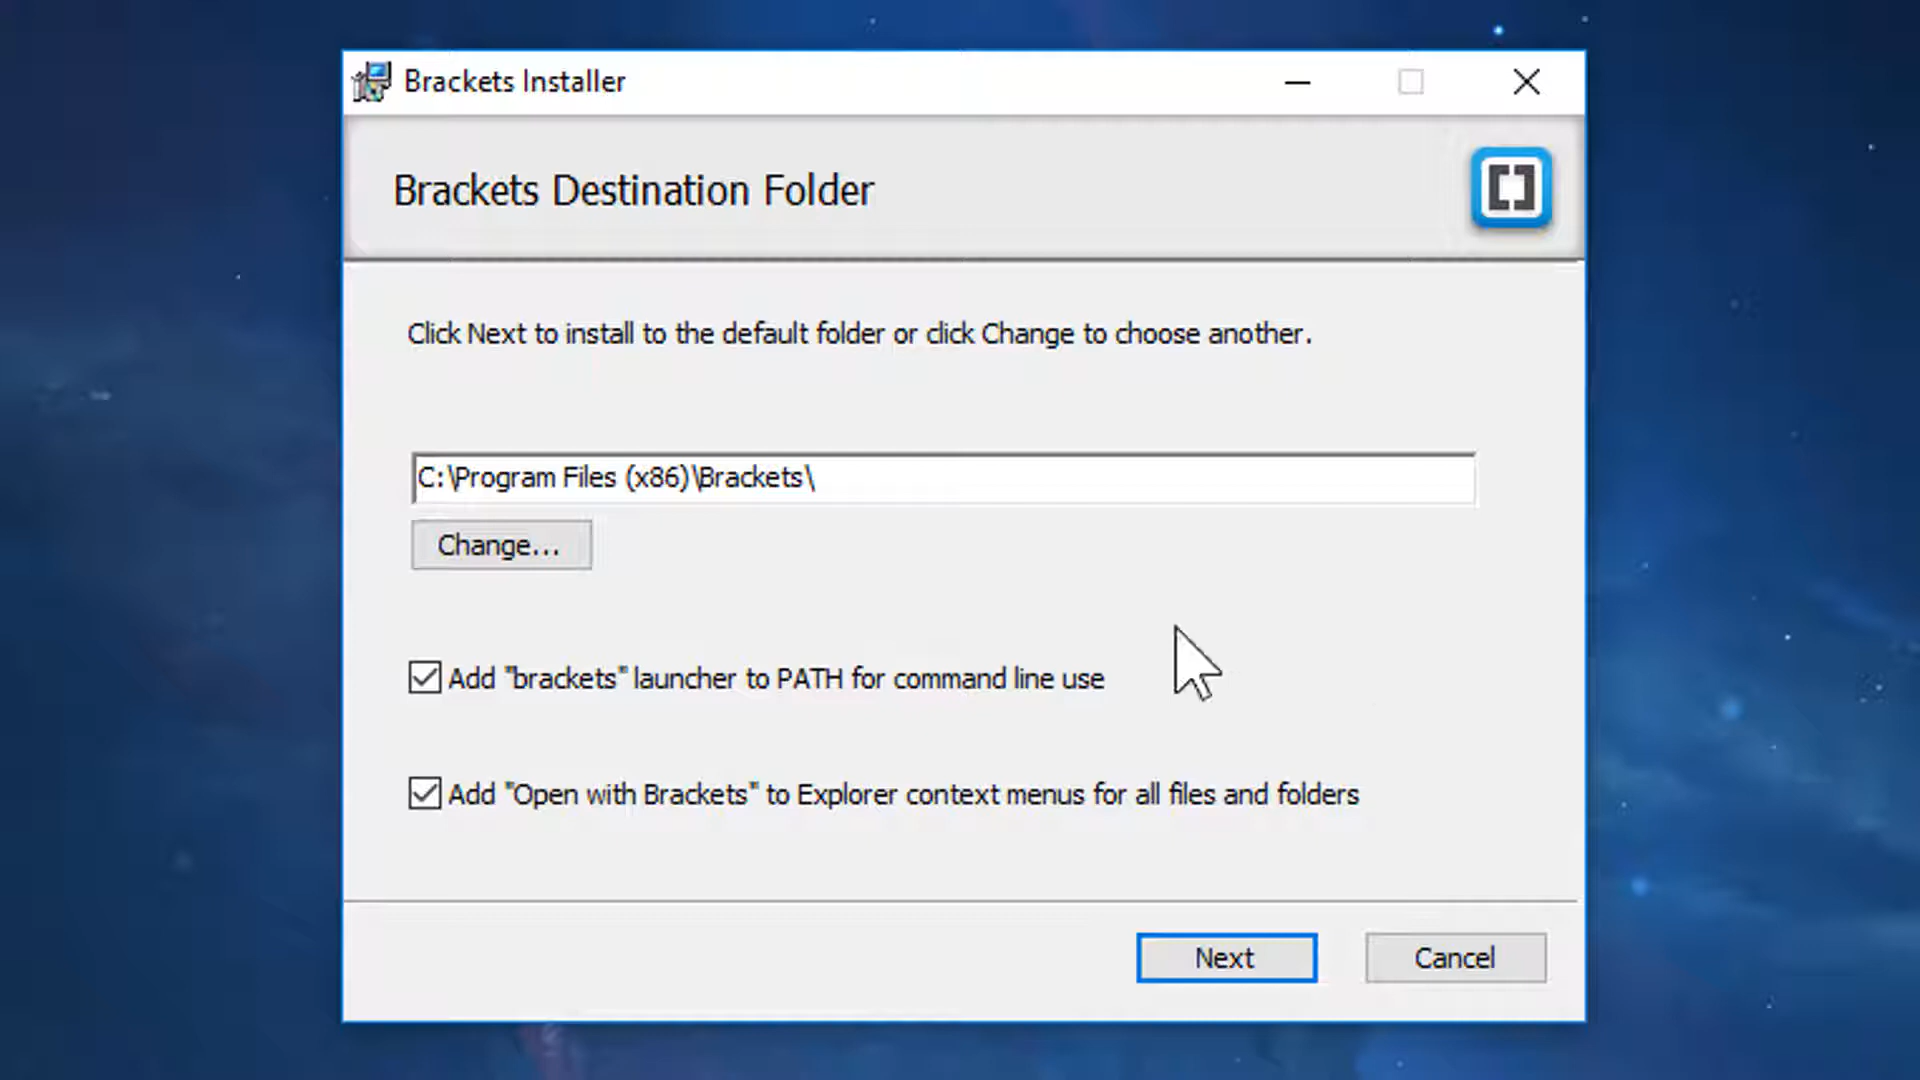 Brackets Installer
Brackets Destination Folder
Click Next to install to the default folder or click Change to choose another.
C:\Program Files (x86)\Brackets\
Change...
Add "brackets" launcher to PATH for command line use
Add "Open with Brackets" to Explorer context menus for all files and folders
Next Cancel